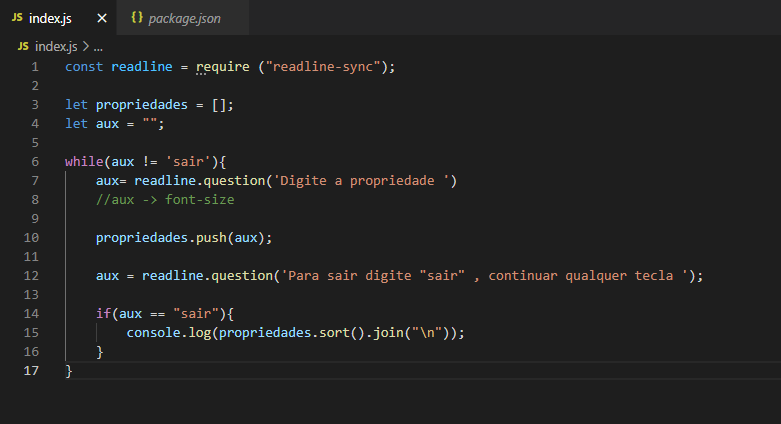 JS index.js × {} package.json
JS index.js > ...
1 const readline = require ("readline-sync");
2
3 let propriedades = [];
4 let aux = "";
5
6 while(aux != 'sair'){
7 aux= readline.question('Digite a propriedade ')
8 //aux -> font-size
9
10 propriedades.push(aux);
11
12 aux = readline.question('Para sair digite "sair" , continuar qualquer tecla ');
13
14 if(aux == "sair"){
15 console.log(propriedades.sort().join("\n"));
16 }
17 }